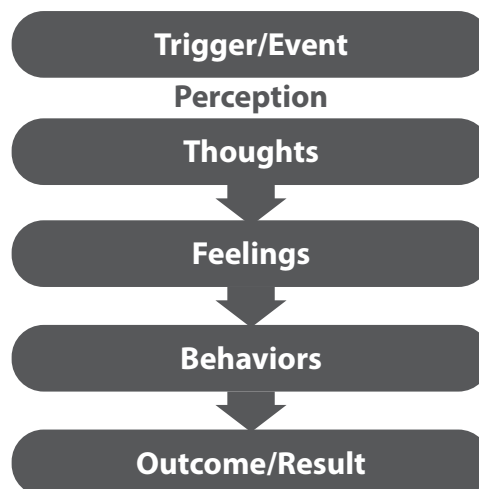 Trigger/Event
Perception
Thoughts
Feelings
Behaviors
Outcome/Result